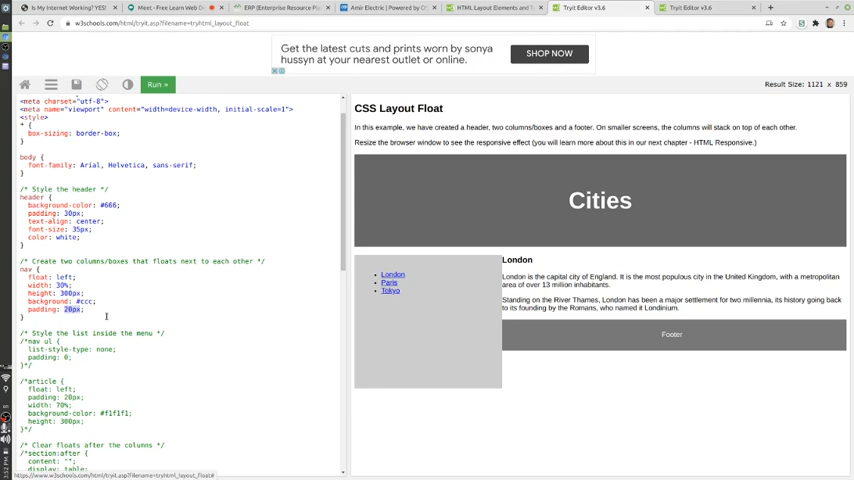 Is My Internet Working? $1.
Meet - Free Learn Web De
ERP (Enterprise Resource Pla
Amir Electric | Powered by O
HTML Layout Elements and T
Tryit Editor v3.6
Tryit Editor v3.6
w3schools.com/html/tryit.asp?filename=tryhtml_layout_float
Get the latest cuts and prints worn by sonya
hussyn at your nearest outlet or online.
SHOP NOW
Run »
Result Size: 1121 x 859
<meta charset="utf-8">
<meta name="viewport" content="width=device-width, initial-scale=1">
<style>
* {
box-sizing: border-box;
}
body {
font-family: Arial, Helvetica, sans-serif;
}
/* Style the header */
header {
background-color: #666;
padding: 30px;
text-align: center;
font-size: 35px;
color: white;
}
/* Create two columns/boxes that floats next to each other */
nav {
float: left;
width: 30%;
height: 300px;
background: #ccc;
padding: 20px;
}
/* Style the list inside the menu */
/*nav ul {
list-style-type: none;
padding: 0;
}*/
/*article {
float: left;
padding: 20px;
width: 70%;
background-color: #f1f1f1;
height: 300px;
}*/
/* Clear floats after the columns */
/*section:after {
content: "";
display: table;
https://www.w3schools.com/html/tryit.asp?filename=tryhtml_layout_float#
CSS Layout Float
In this example, we have created a header, two columns/boxes and a footer. On smaller screens, the columns will stack on top of each other.
Resize the browser window to see the responsive effect (you will learn more about this in our next chapter - HTML Responsive.)
Cities
London
Paris
Tokyo
London
London is the capital city of England. It is the most populous city in the United Kingdom, with a metropolitan
area of over 13 million inhabitants.
Standing on the River Thames, London has been a major settlement for two millennia, its history going back
to its founding by the Romans, who named it Londinium.
Footer
3:52 PM